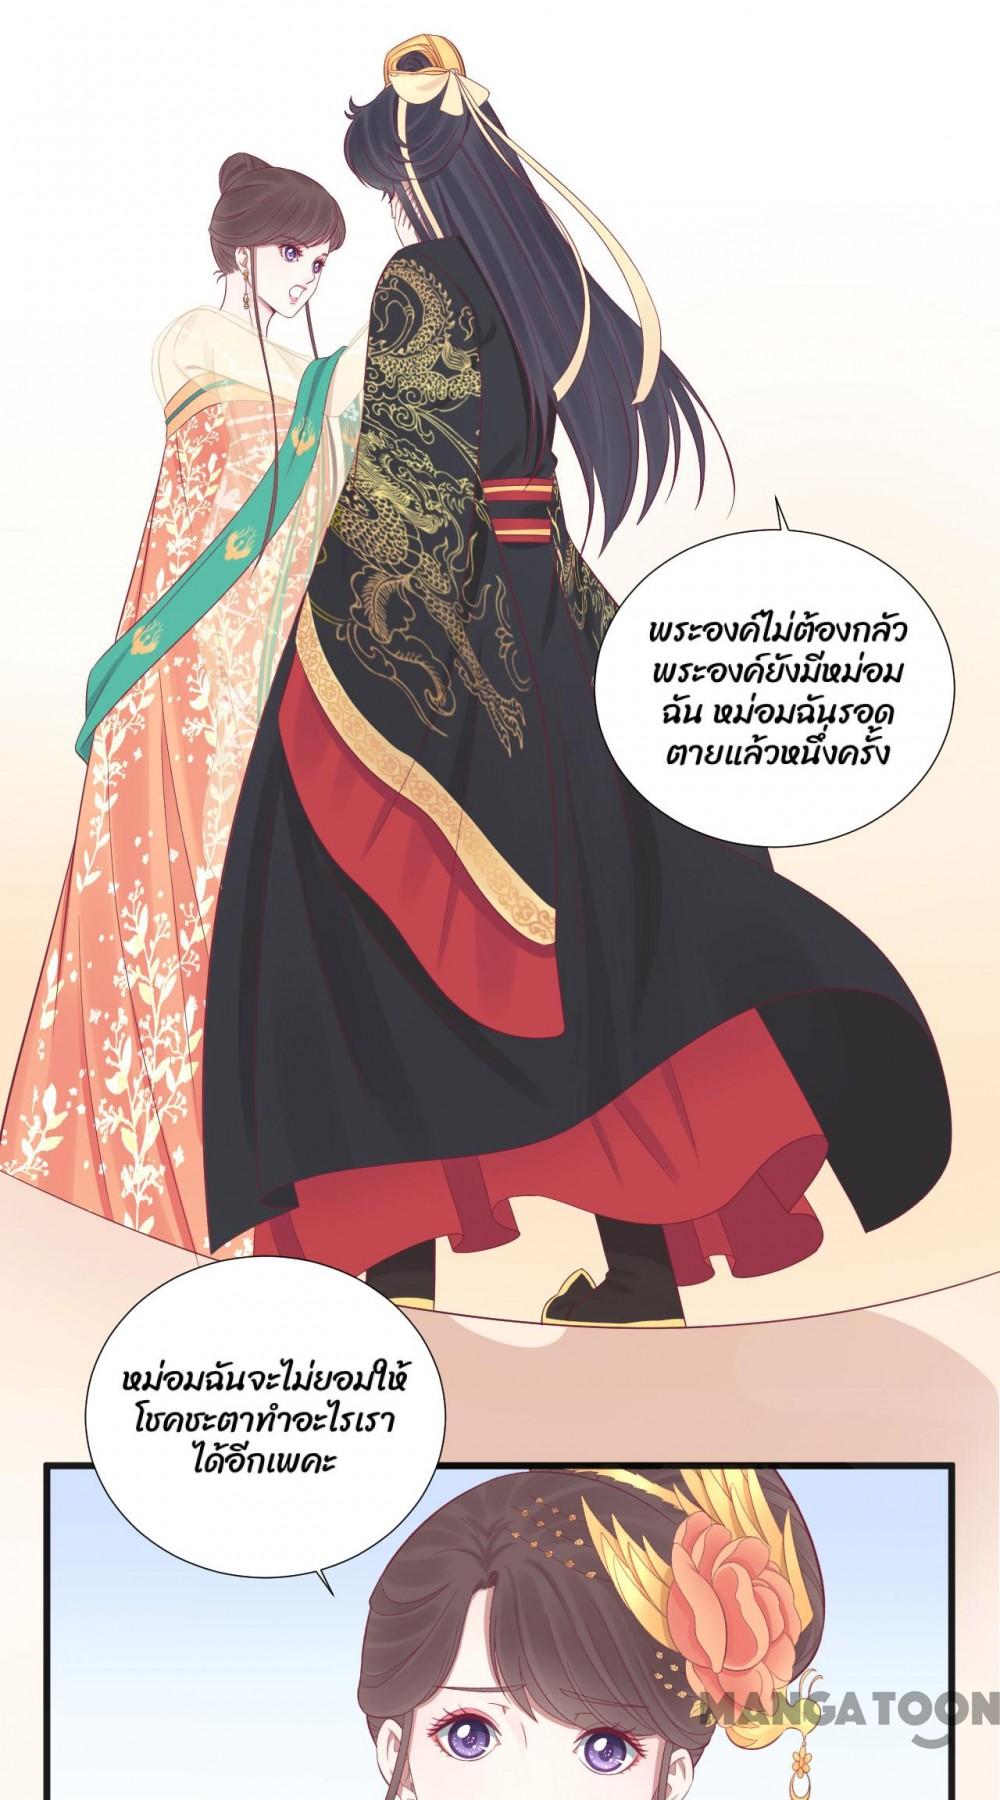 พระองค์ไม่ต้องกลัว
พระองค์ยังมีหม่อม
ฉัน หม่อมฉันรอด
ตายแล้วหนึ่งครั้ง
หม่อมฉันจะไม่ยอมให้
โชคชะตาทำอะไรเรา
ได้อีกเพคะ
MANGATOON